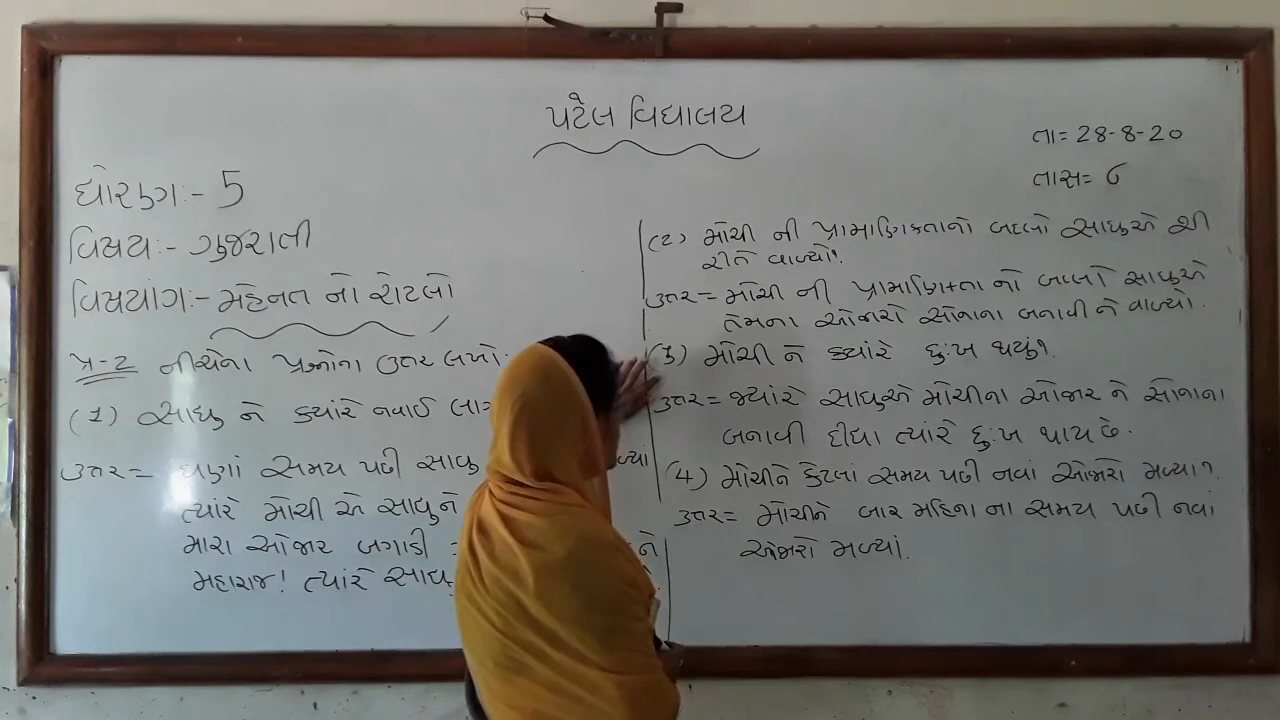 પટેલ વિદ્યાલય
તા= 28-8-20
તાસ= ૮
ધોરણ:- 5
વિષય:- ગુજરાતી
વિષયાંગ:- મહેનત નો રોટલો
પ્ર-2 નીચેના પ્રશ્નોના ઉત્તર લખો.
(1) સાધુ ને ક્યારે નવાઈ
ઉત્તર= ઘણાં સમય પછી સાધુ
ત્યારે મોચી એ સાધુને
મારા ઓજાર બગાડી
મહારાજ! ત્યારે સાધુ
(2) મોચી ની પ્રામાણિકતાનો બદલો સાધુએ શી
રીતે વાળ્યો?
ઉત્તર= મોચી ની પ્રામાણિકતા નો બદલો સાધુએ
તેમના ઓજારો સોનાના બનાવી ને વાળ્યો.
(3) મોચી ને ક્યારે દુ:ખ થયું?
ઉત્તર= જ્યારે સાધુએ મોચીના ઓજાર ને સોનાના
બનાવી દીધા ત્યારે દુ:ખ થાય છે.
(4) મોચીને કેટલાં સમય પછી નવાં ઓજારો મળ્યા?
ઉત્તર= મોચીને બાર મહિના ના સમય પછી નવાં
ઓજારો મળ્યાં.